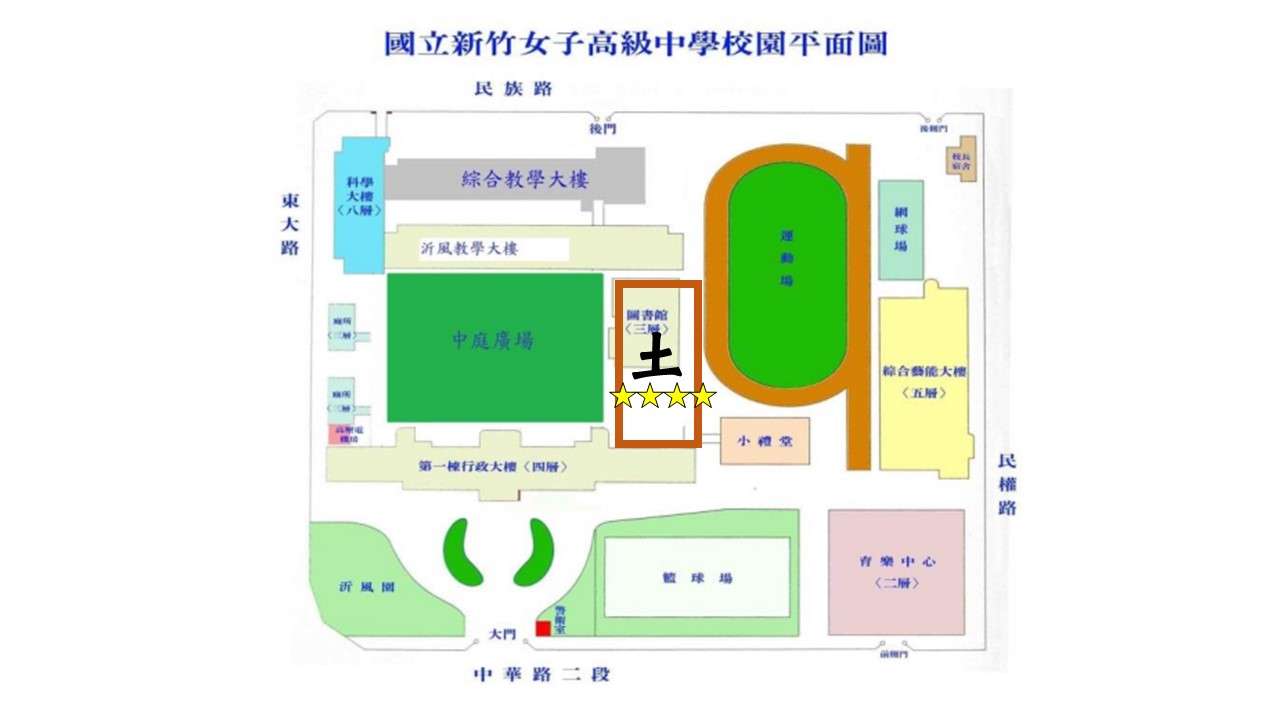 國立新竹女子高級中學校園平面圖
民族路
後門
後側門
校長
宿舍
科學
大樓
〈八層〉
綜合教學大樓
東大路
網球場
運動場
沂風教學大樓
圖書館
〈三層〉
土
廁所
〈三層〉
中庭廣場
綜合藝能大樓
〈五層〉
廁所
〈三層〉
高壓電
機房
小禮堂
第一棟行政大樓〈四層〉
民權路
育樂中心
〈二層〉
籃球場
沂風園
警衛室
大門
前側門
中華路二段